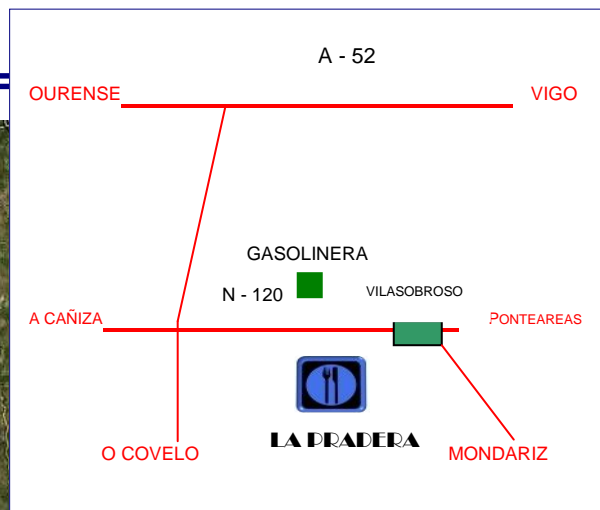 A - 52
OURENSE VIGO
GASOLINERA
N - 120 VILASOBROSO
A CAÑIZA PONTEAREAS
LA PRADERA
O COVELO MONDARIZ